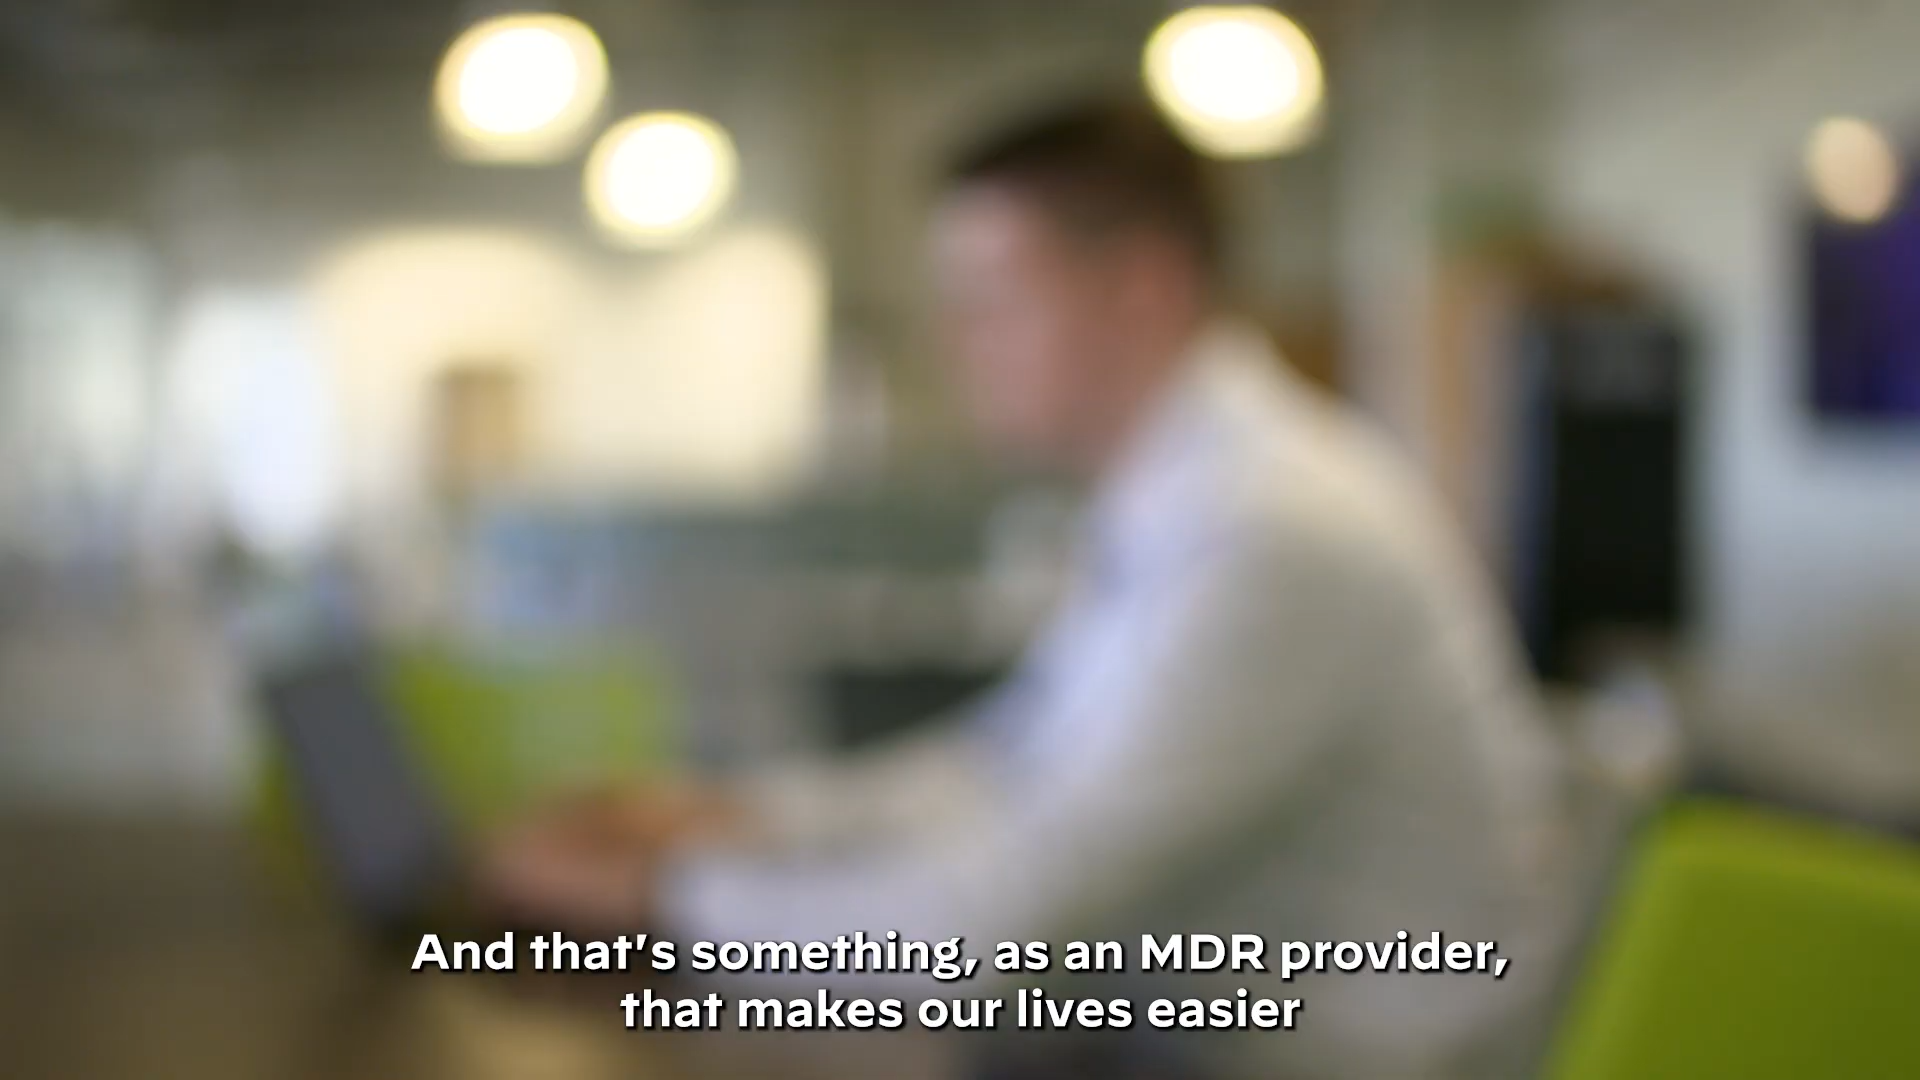 And that's something, as an MDR provider,
that makes our lives easier